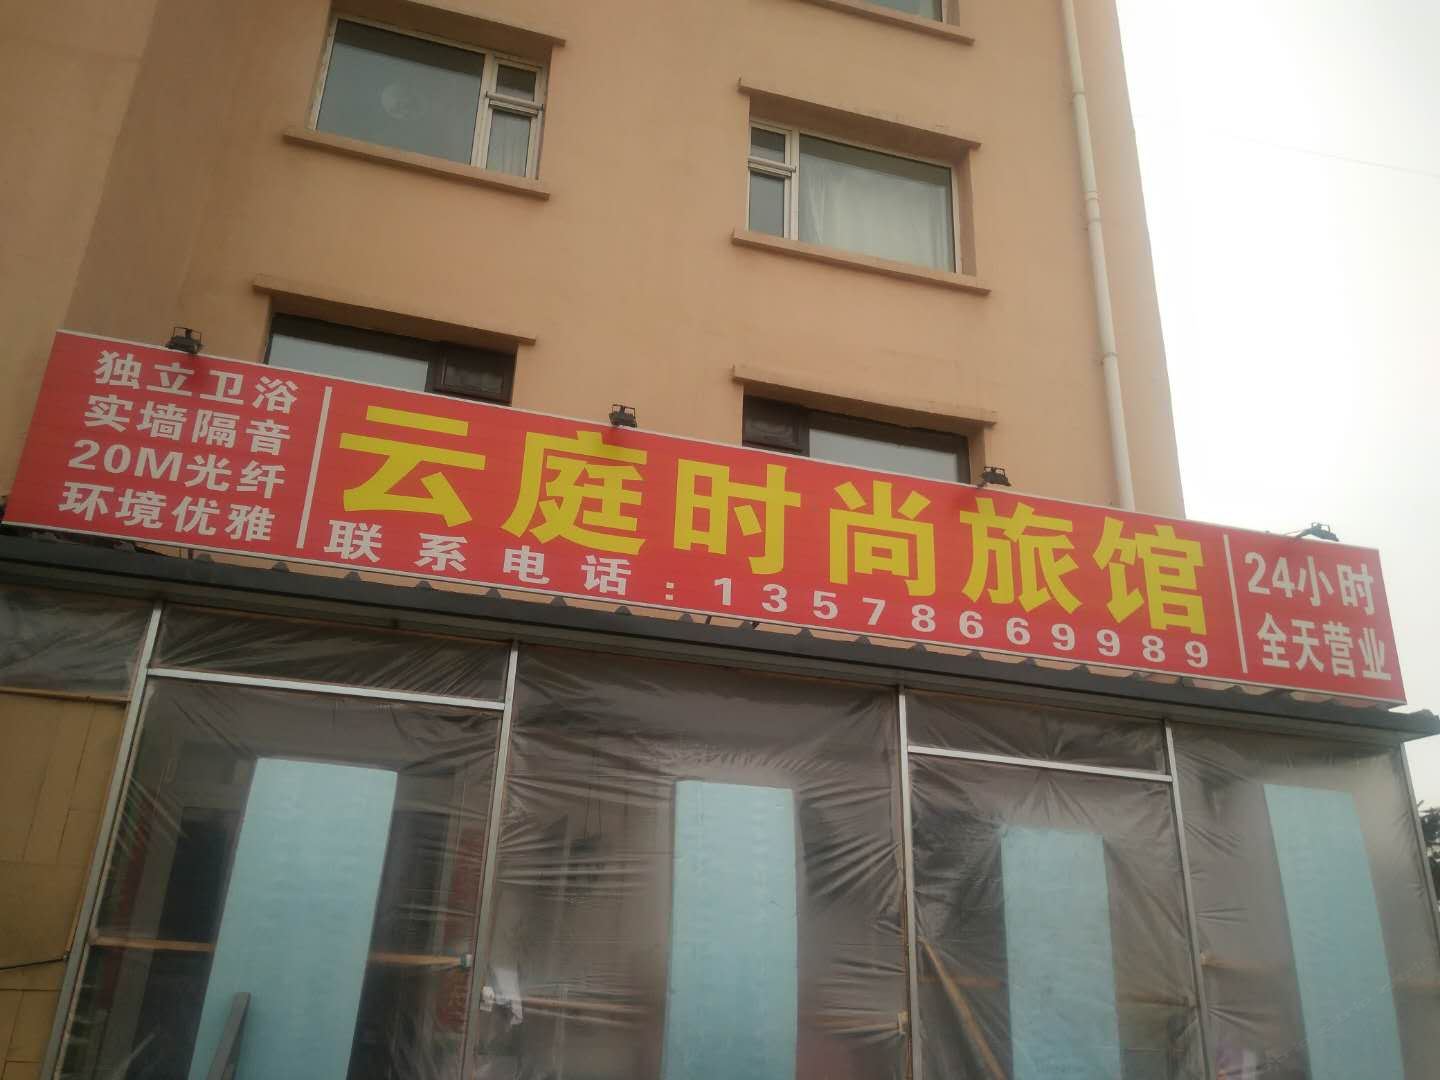 独立卫浴
实墙隔音
20M光纤
环境优雅
云庭时尚旅馆
联系电话:13578669989
24小时
全天营业